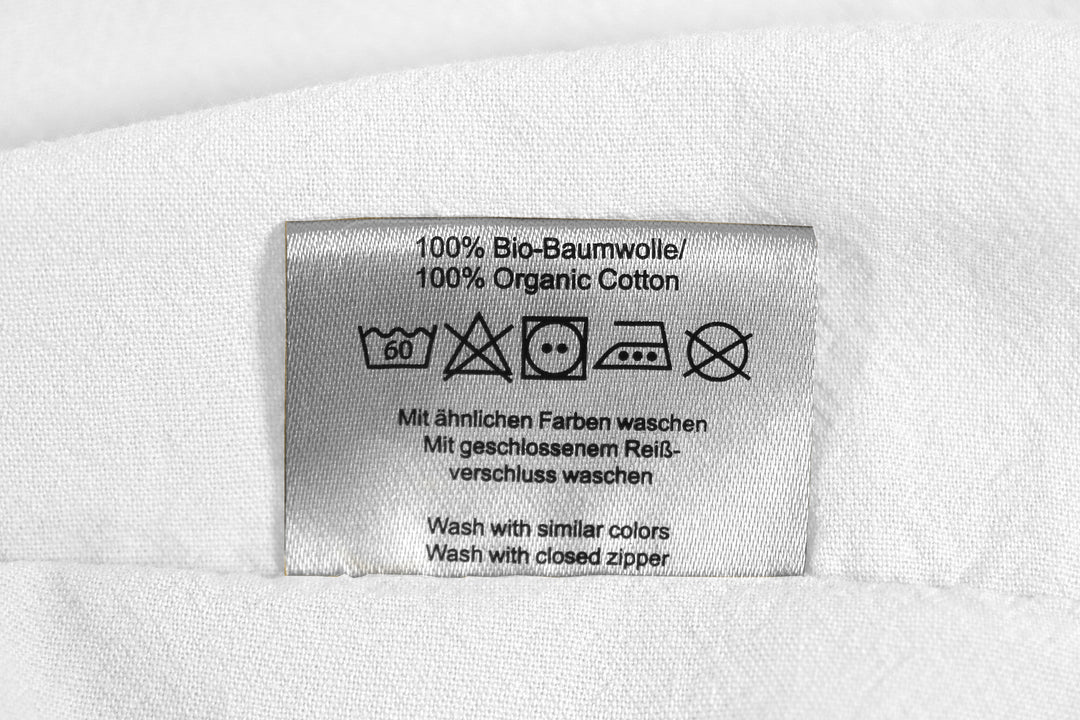 100% Bio-Baumwolle/
100% Organic Cotton
60
Mit ähnlichen Farben waschen
Mit geschlossenem Reiß-
verschluss waschen
Wash with similar colors
Wash with closed zipper